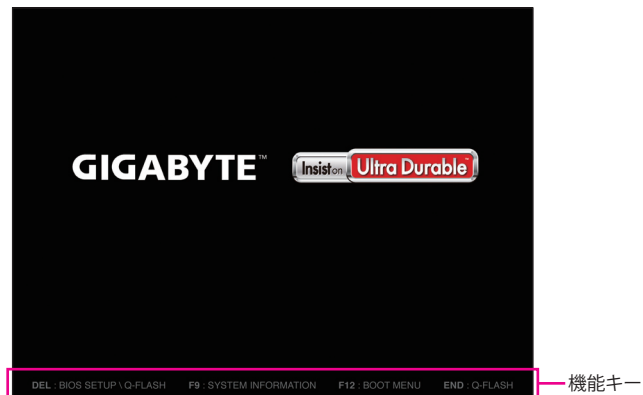 GIGABYTE™
Insist on Ultra Durable™
DEL : BIOS SETUP \ Q-FLASH F9 : SYSTEM INFORMATION F12 : BOOT MENU END : Q-FLASH
機能キー